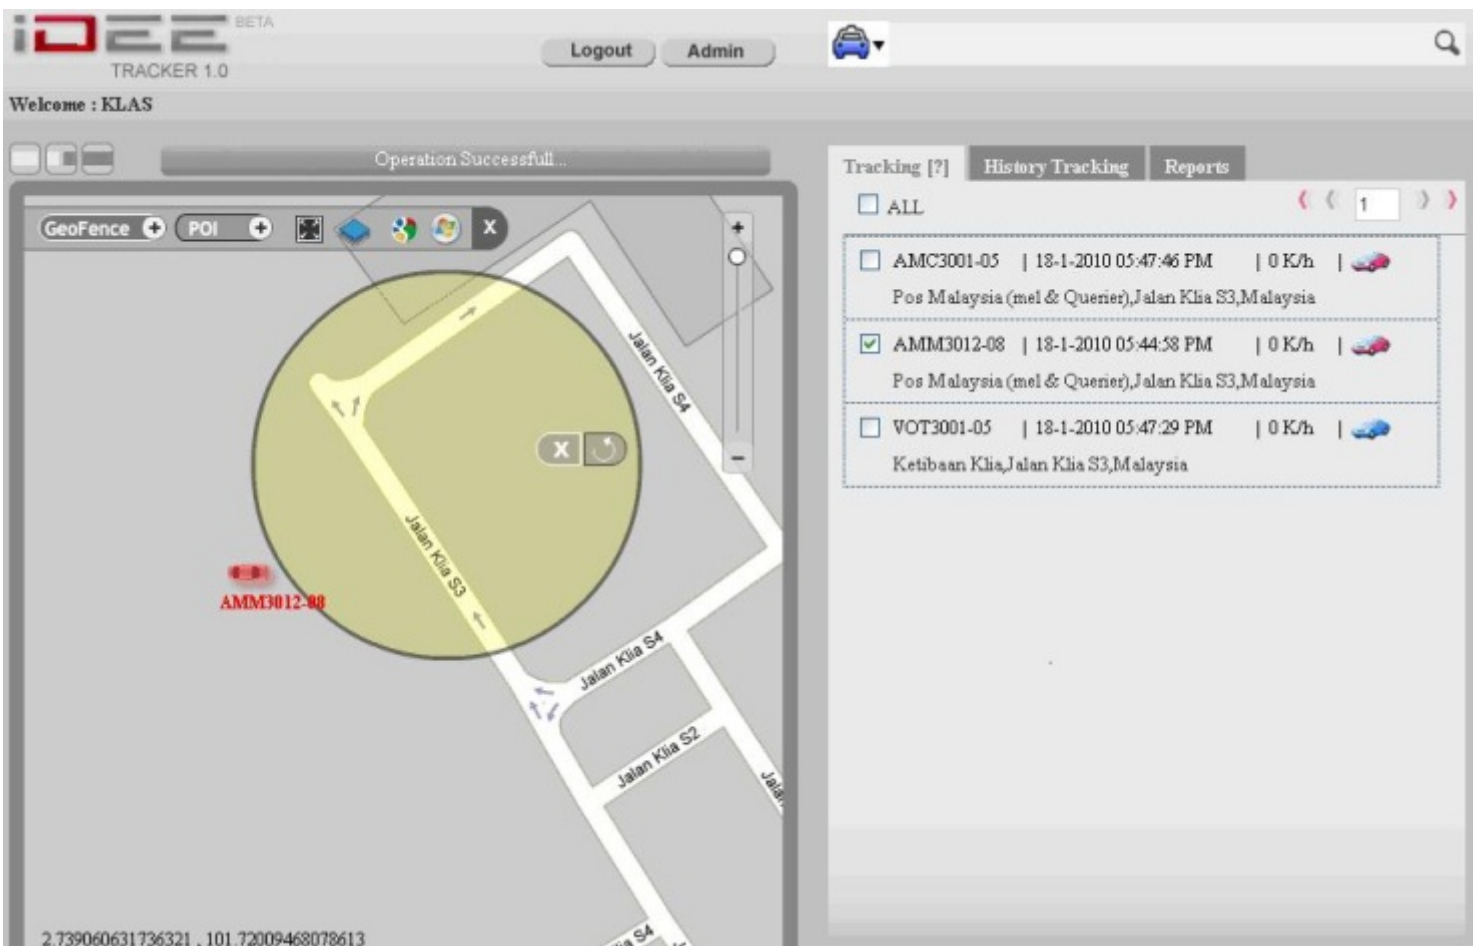 iDEE BETA
TRACKER 1.0
Logout
Admin
Welcome : KLAS
Operation Successfull...
GeoFence +
POI +
X
+
Jalan Klia S4
X
Jalan Klia S3
AMM3012-08
-
Jalan Klia S4
Jalan Klia S2
2.739060631736321 , 101.72009468078613
Tracking [?]
History Tracking
Reports
ALL
1
AMC3001-05 | 18-1-2010 05:47:46 PM | 0 K/h |
Pos Malaysia (mel & Querier),Jalan Klia S3,Malaysia
AMM3012-08 | 18-1-2010 05:44:58 PM | 0 K/h |
Pos Malaysia (mel & Querier),Jalan Klia S3,Malaysia
VOT3001-05 | 18-1-2010 05:47:29 PM | 0 K/h |
Ketibaan Klia,Jalan Klia S3,Malaysia